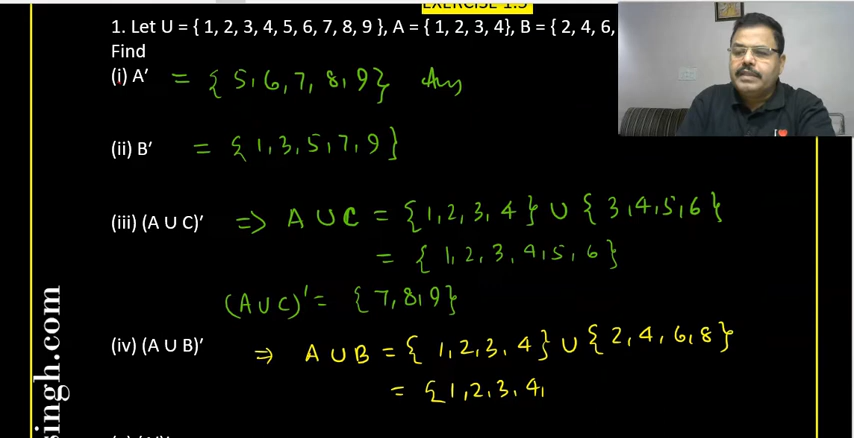 EXERCISE 1.5
1. Let U = { 1, 2, 3, 4, 5, 6, 7, 8, 9 }, A = { 1, 2, 3, 4}, B = { 2, 4, 6,
Find
(i) A′ = { 5, 6, 7, 8, 9} Ans
(ii) B′ = { 1, 3, 5, 7, 9 }
(iii) (A U C)′ => A U C = { 1, 2, 3, 4 } U { 3, 4, 5, 6 }
= { 1, 2, 3, 4, 5, 6 }
(A U C)' = { 7, 8, 9 }
(iv) (A U B)′ => A U B = { 1, 2, 3, 4 } U { 2, 4, 6, 8 }
= { 1, 2, 3, 4,
singh.com